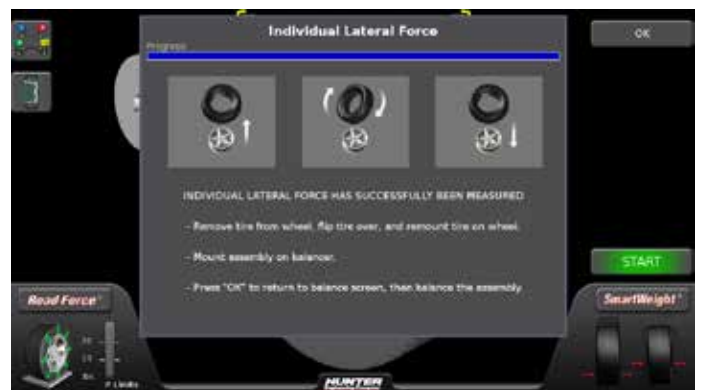 Individual Lateral Force
OK
Progress
INDIVIDUAL LATERAL FORCE HAS SUCCESSFULLY BEEN MEASURED
- Remove tire from wheel, flip tire over, and remount tire on wheel.
- Mount assembly on balancer.
START
- Press "OK" to return to balance screen, then balance the assembly.
Road Force
SmartWeight
Limits
HUNTER